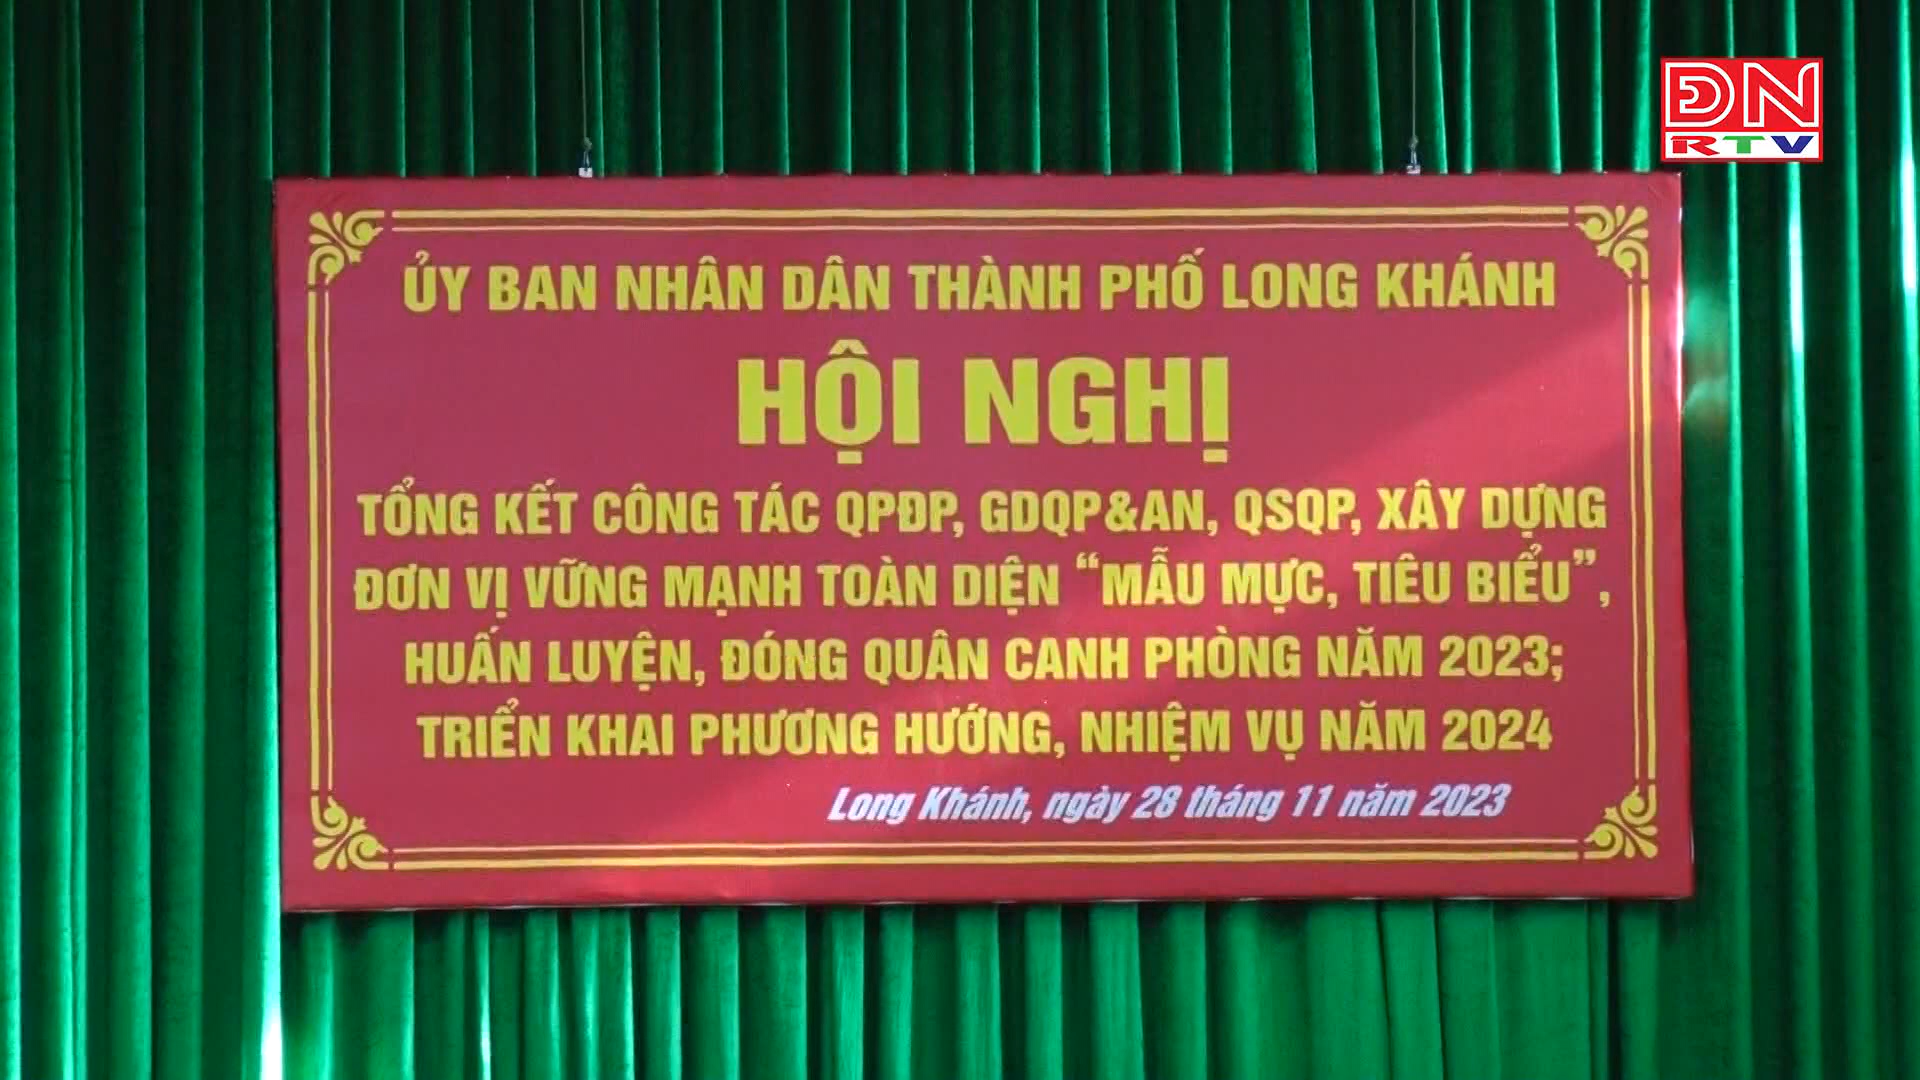 ĐN
RTV
ỦY BAN NHÂN DÂN THÀNH PHỐ LONG KHÁNH
HỘI NGHỊ
TỔNG KẾT CÔNG TÁC QPĐP, GDQP&AN, QSQP, XÂY DỰNG
ĐƠN VỊ VỮNG MẠNH TOÀN DIỆN “MẪU MỰC, TIÊU BIỂU”,
HUẤN LUYỆN, ĐÓNG QUÂN CANH PHÒNG NĂM 2023;
TRIỂN KHAI PHƯƠNG HƯỚNG, NHIỆM VỤ NĂM 2024
Long Khánh, ngày 28 tháng 11 năm 2023